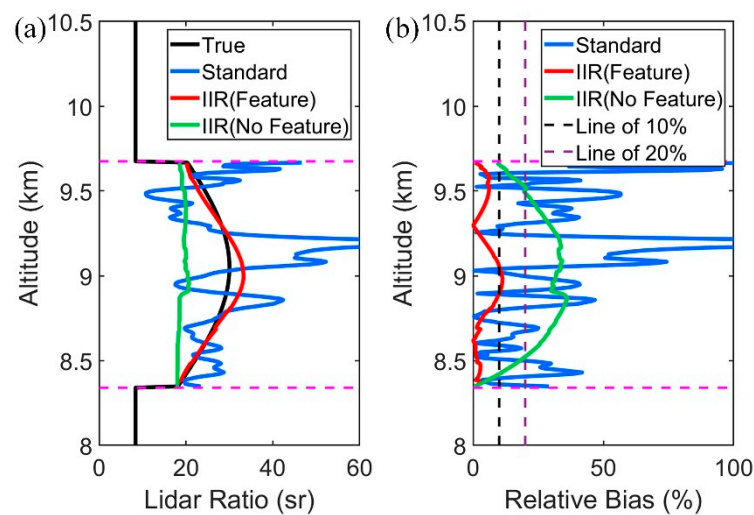 (a)
True
Standard
IIR(Feature)
IIR(No Feature)
10.5
10
9.5
9
8.5
8
Altitude (km)
0
20
40
60
Lidar Ratio (sr)
(b)
Standard
IIR(Feature)
IIR(No Feature)
Line of 10%
Line of 20%
10.5
10
9.5
9
8.5
8
Altitude (km)
0
50
100
Relative Bias (%)